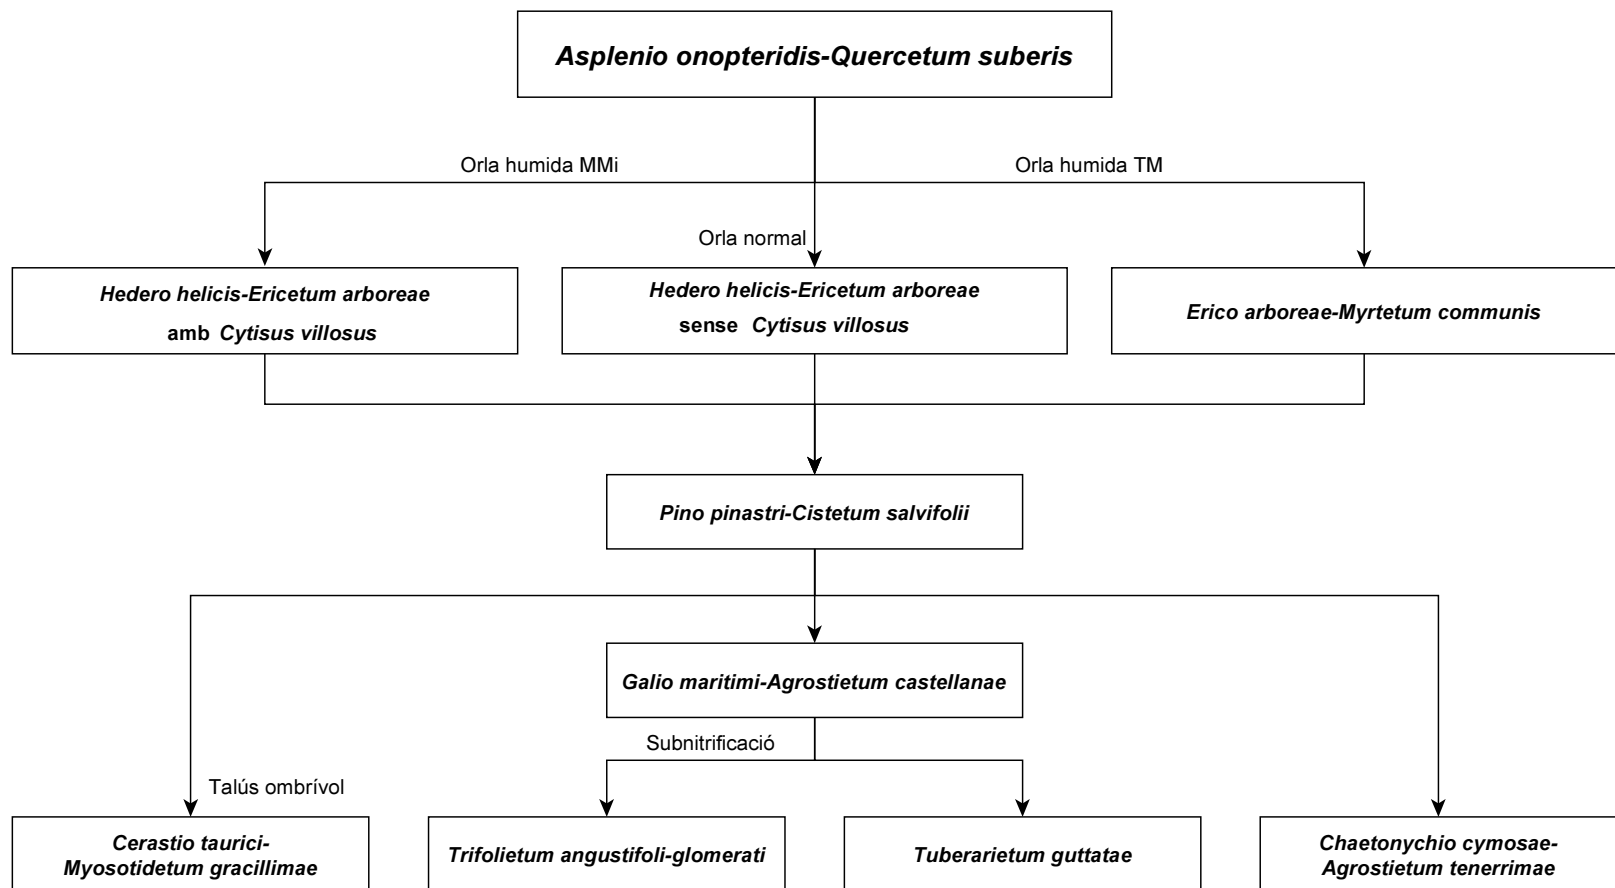 Asplenio onopteridis-Quercetum suberis
Orla humida MMi
Orla humida TM
Orla normal
Hedero helicis-Ericetum arboreae
amb Cytisus villosus
Hedero helicis-Ericetum arboreae
sense Cytisus villosus
Erico arboreae-Myrtetum communis
Pino pinastri-Cistetum salvifolii
Galio maritimi-Agrostietum castellanae
Subnitrificació
Talús ombrívol
Cerastio taurici-
Myosotidetum gracillimae
Trifolietum angustifoli-glomerati
Tuberarietum guttatae
Chaetonychio cymosae-
Agrostietum tenerrimae